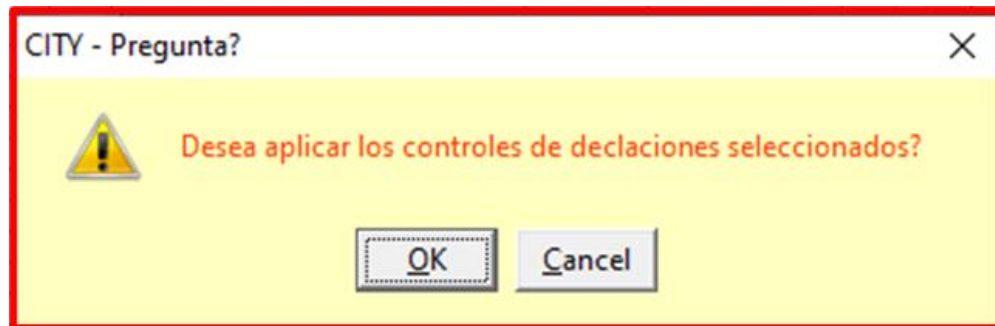 CITY - Pregunta?
Desea aplicar los controles de declaciones seleccionados?
OK
Cancel